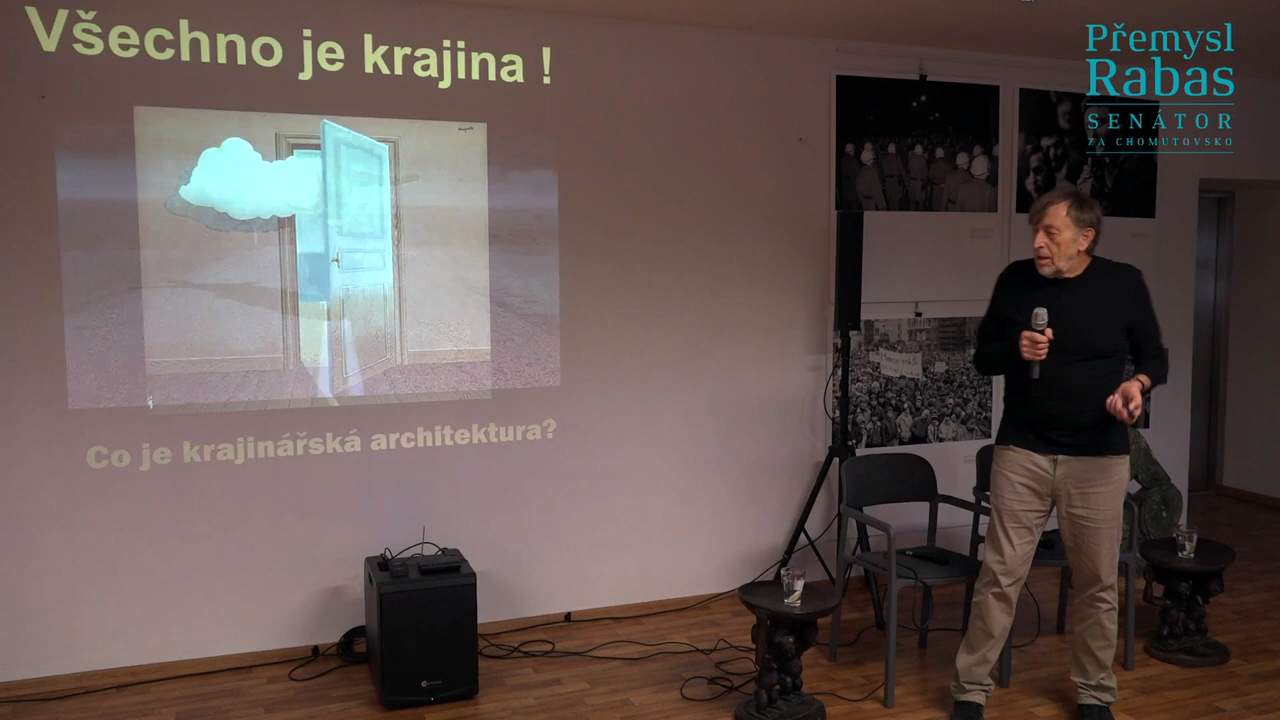 Všechno je krajina !
Co je krajinářská architektura?
Přemysl
Rabas
SENÁTOR
ZA CHOMUTOVSKO